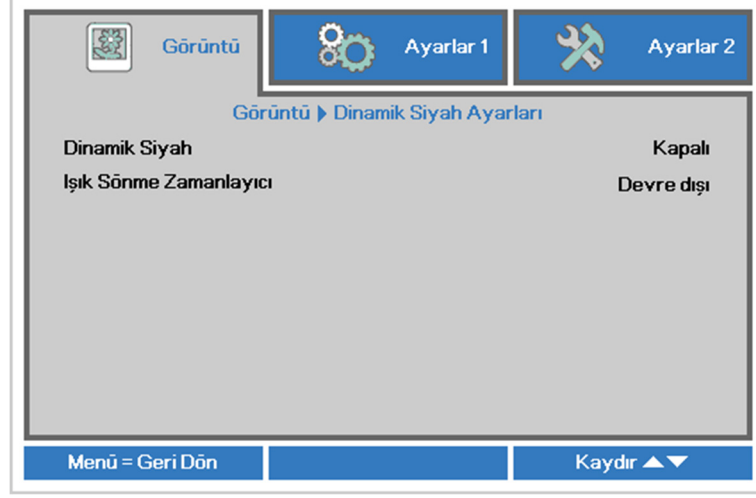 Görüntü Ayarlar 1 Ayarlar 2
Görüntü ▶ Dinamik Siyah Ayarları
Dinamik Siyah Kapalı
Işık Sönme Zamanlayıcı Devre dışı
Menü = Geri Dön Kaydır ▲▼